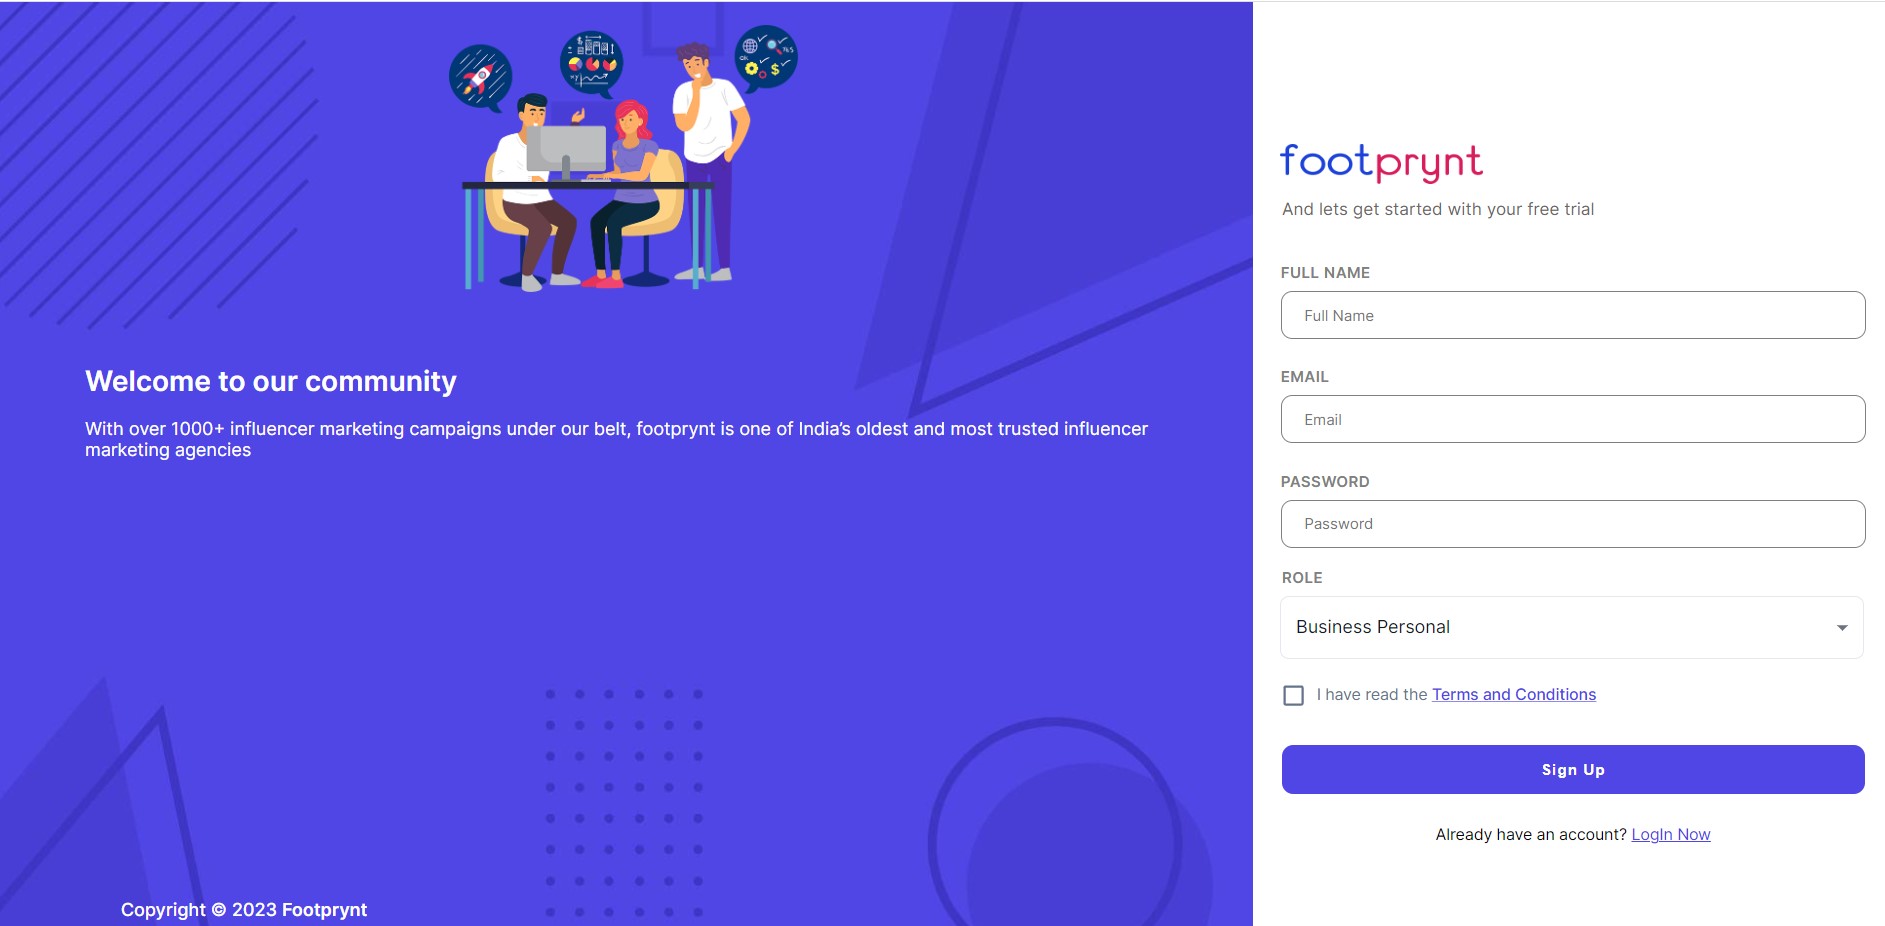 Welcome to our community
With over 1000+ influencer marketing campaigns under our belt, footprynt is one of India’s oldest and most trusted influencer
marketing agencies
Copyright © 2023 Footprynt
footprynt
And lets get started with your free trial
FULL NAME
Full Name
EMAIL
Email
PASSWORD
Password
ROLE
Business Personal
I have read the Terms and Conditions
Sign Up
Already have an account? LogIn Now